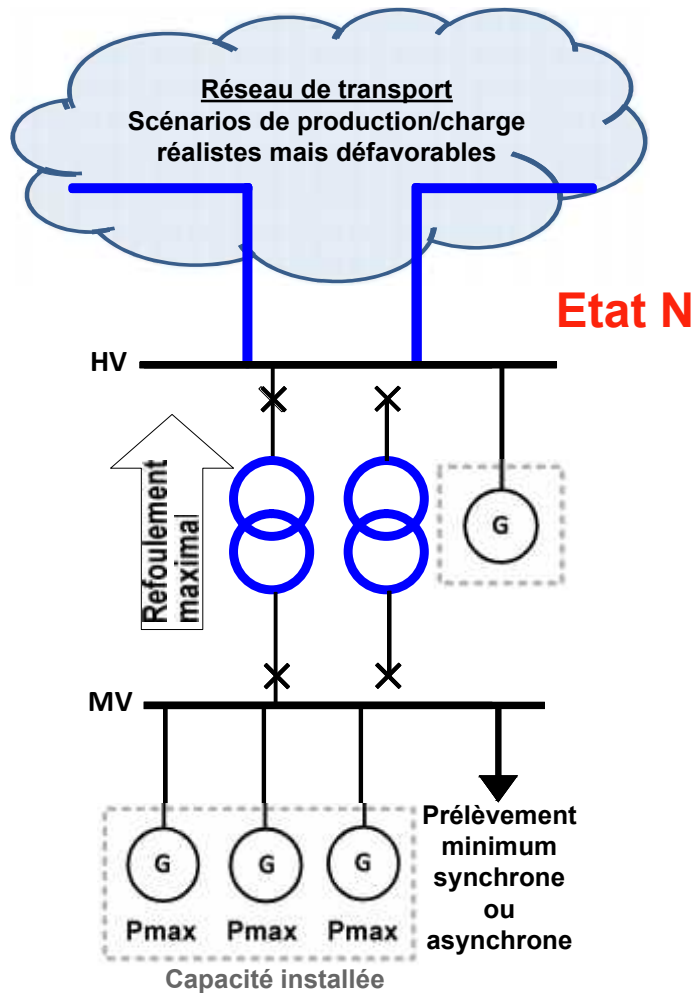 Réseau de transport
Scénarios de production/charge
réalistes mais défavorables
Etat N
HV
Refoulement
maximal
G
MV
G G G
Pmax Pmax Pmax
Prélèvement
minimum
synchrone
ou
asynchrone
Capacité installée